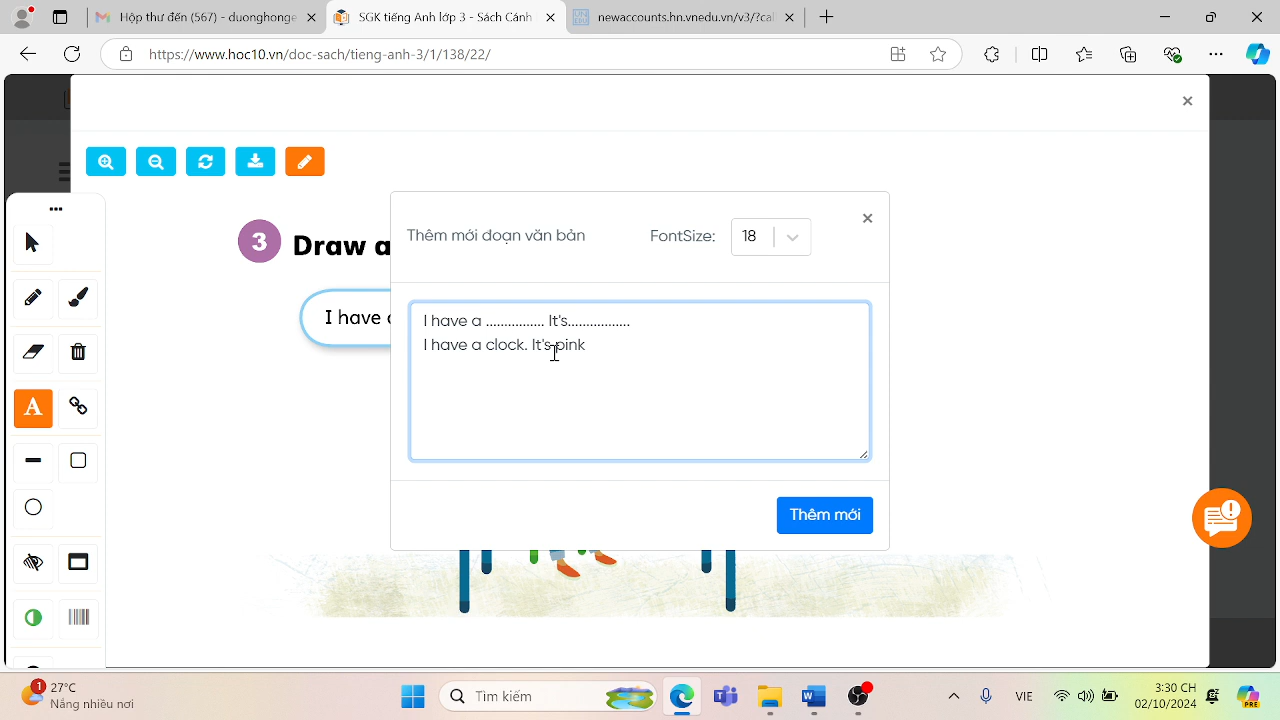 Hộp thư đến (567) - duonghonge
SGK tiếng Anh lớp 3 - Sách Cánh
newaccounts.hn.vnedu.vn/v3/?call
https://www.hoc10.vn/doc-sach/tieng-anh-3/1/138/22/
3 Draw a
I have a
Thêm mới đoạn văn bản
FontSize: 18
I have a ............... It's................
I have a clock. It's pink
Thêm mới
A
1 27°C
Nắng nhiều nơi
Tìm kiếm
VIE
3:30 CH
02/10/2024
PRE